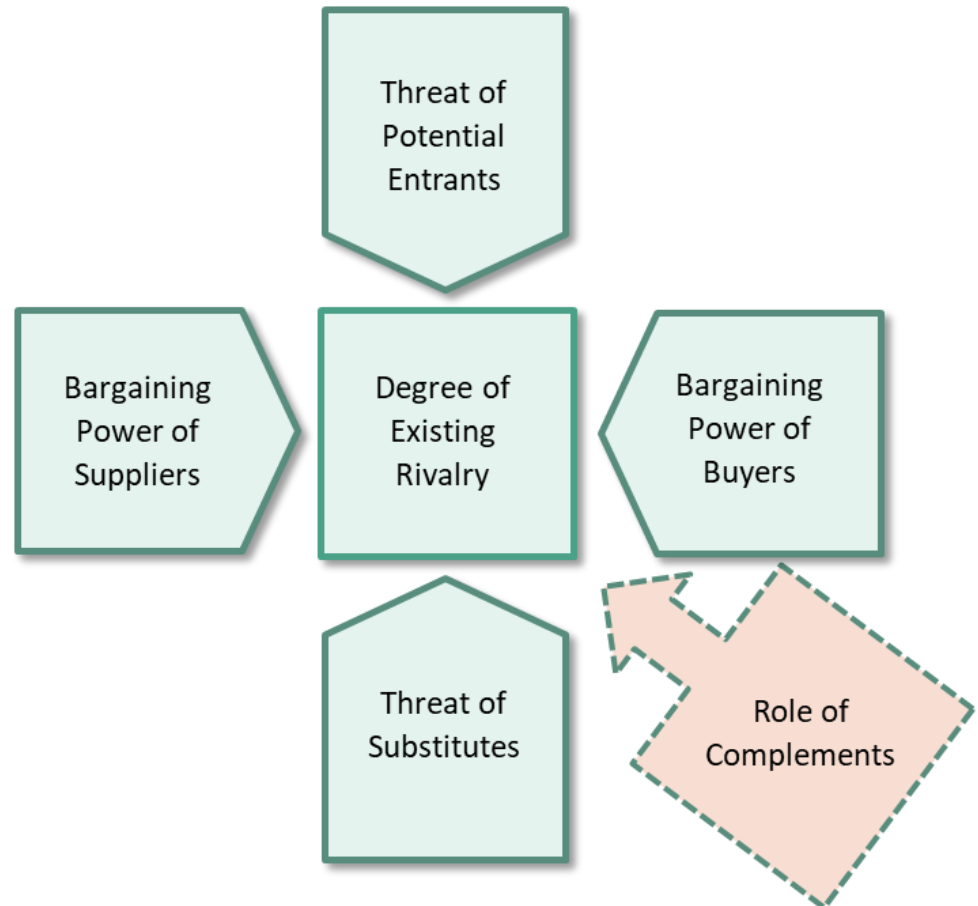 Threat of
Potential
Entrants
Bargaining
Power of
Suppliers
Degree of
Existing
Rivalry
Bargaining
Power of
Buyers
Threat of
Substitutes
Role of
Complements